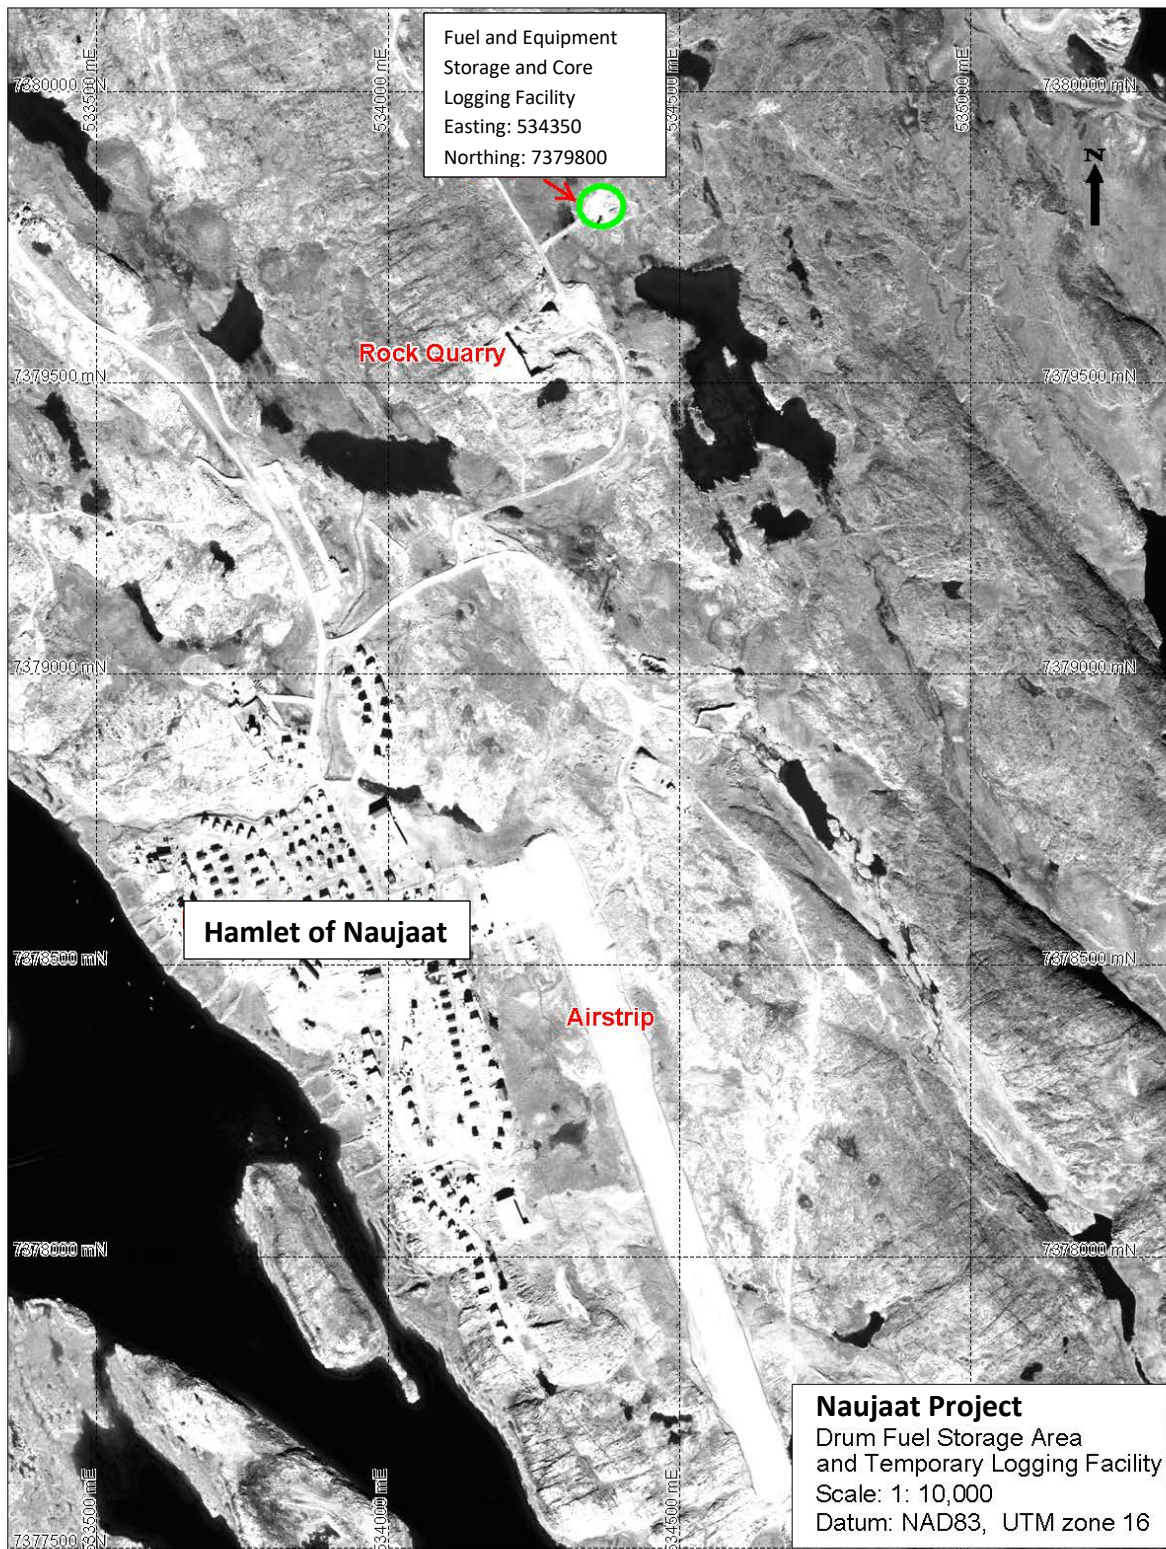 Fuel and Equipment
Storage and Core
Logging Facility
Easting: 534350
Northing: 7379800
7380000 mN
533500 mE
534000 mE
534500 mE
535000 mE
7380000 mN
N
Rock Quarry
7379500 mN
7379500 mN
7379000 mN
7379000 mN
Hamlet of Naujaat
7378500 mN
7378500 mN
Airstrip
7378000 mN
7378000 mN
Naujaat Project
Drum Fuel Storage Area
and Temporary Logging Facility
Scale: 1: 10,000
Datum: NAD83, UTM zone 16
7377500 mN
533500 mE
534000 mE
534500 mE